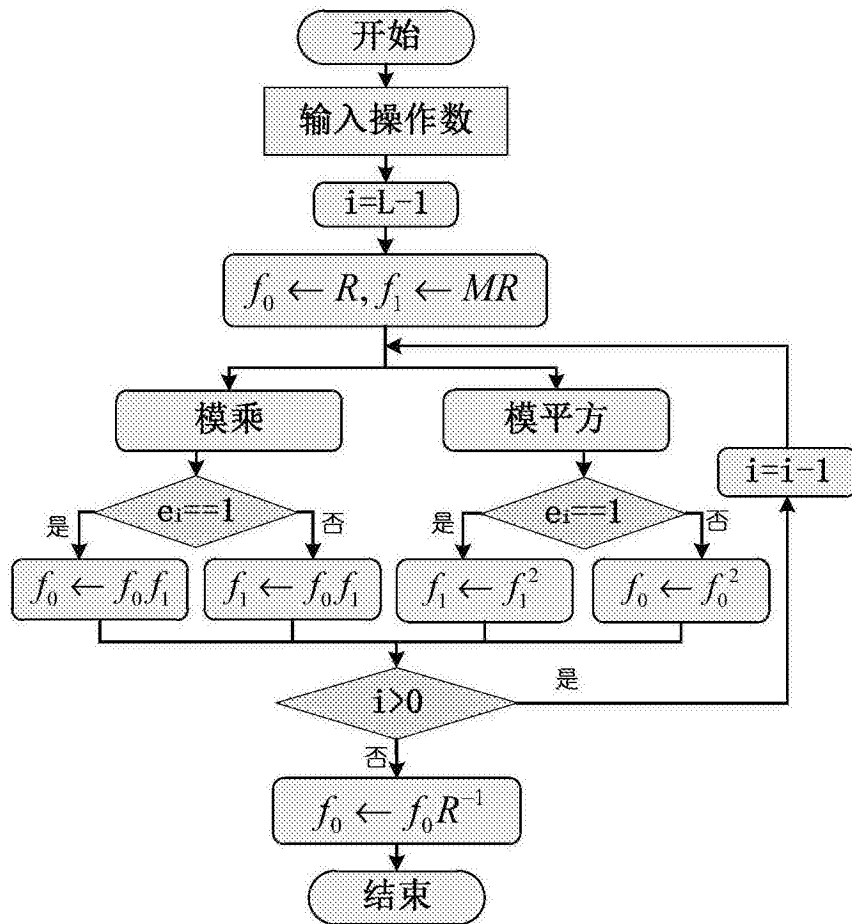 开始
输入操作数
i=L-1
f₀ ← R, f₁ ← MR
模乘
模平方
i=i-1
eᵢ==1
eᵢ==1
是
否
是
否
f₀ ← f₀f₁
f₁ ← f₀f₁
f₁ ← f₁²
f₀ ← f₀²
i>0
是
否
f₀ ← f₀R⁻¹
结束